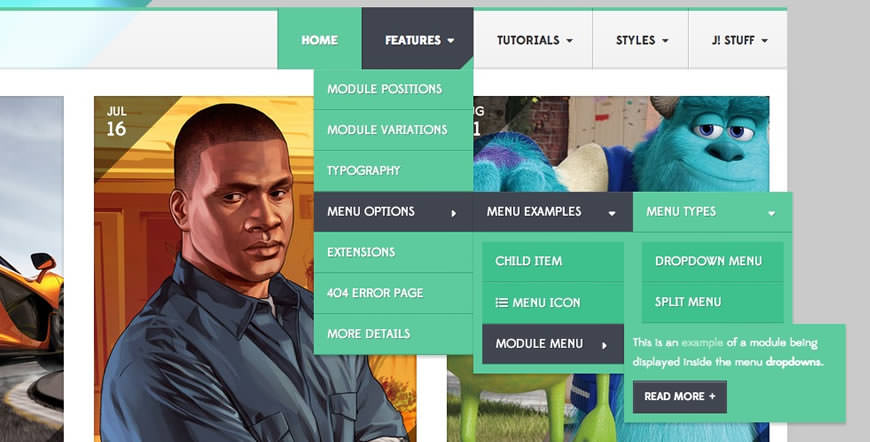 HOME FEATURES TUTORIALS STYLES J! STUFF
JUL
16
MODULE POSITIONS
MODULE VARIATIONS
TYPOGRAPHY
MENU OPTIONS
EXTENSIONS
404 ERROR PAGE
MORE DETAILS
MENU EXAMPLES
CHILD ITEM
MENU ICON
MODULE MENU
MENU TYPES
DROPDOWN MENU
SPLIT MENU
This is an example of a module being
displayed inside the menu dropdowns.
READ MORE +